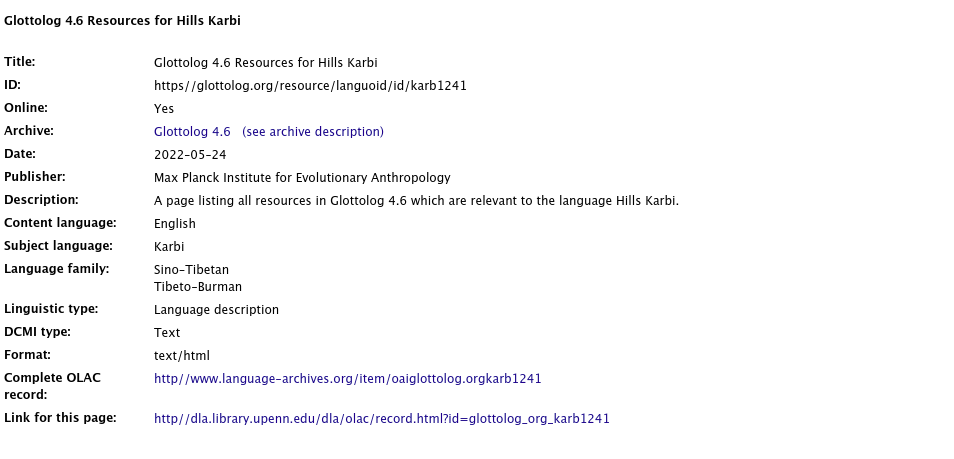 Glottolog 4.6 Resources for Hills Karbi
Title: Glottolog 4.6 Resources for Hills Karbi
ID: https//glottolog.org/resource/languoid/id/karb1241
Online: Yes
Archive: Glottolog 4.6 (see archive description)
Date: 2022-05-24
Publisher: Max Planck Institute for Evolutionary Anthropology
Description: A page listing all resources in Glottolog 4.6 which are relevant to the language Hills Karbi.
Content language: English
Subject language: Karbi
Language family: Sino-Tibetan
Tibeto-Burman
Linguistic type: Language description
DCMI type: Text
Format: text/html
Complete OLAC http//www.language-archives.org/item/oaiglottolog.orgkarb1241
record:
Link for this page: http//dla.library.upenn.edu/dla/olac/record.html?id=glottolog_org_karb1241